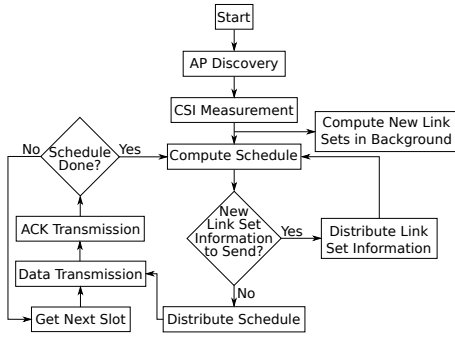 Start
AP Discovery
CSI Measurement
Compute New Link
Sets in Background
No
Schedule
Done?
Yes
Compute Schedule
New
Link Set
Information
to Send?
Yes
Distribute Link
Set Information
ACK Transmission
Data Transmission
No
Get Next Slot
Distribute Schedule